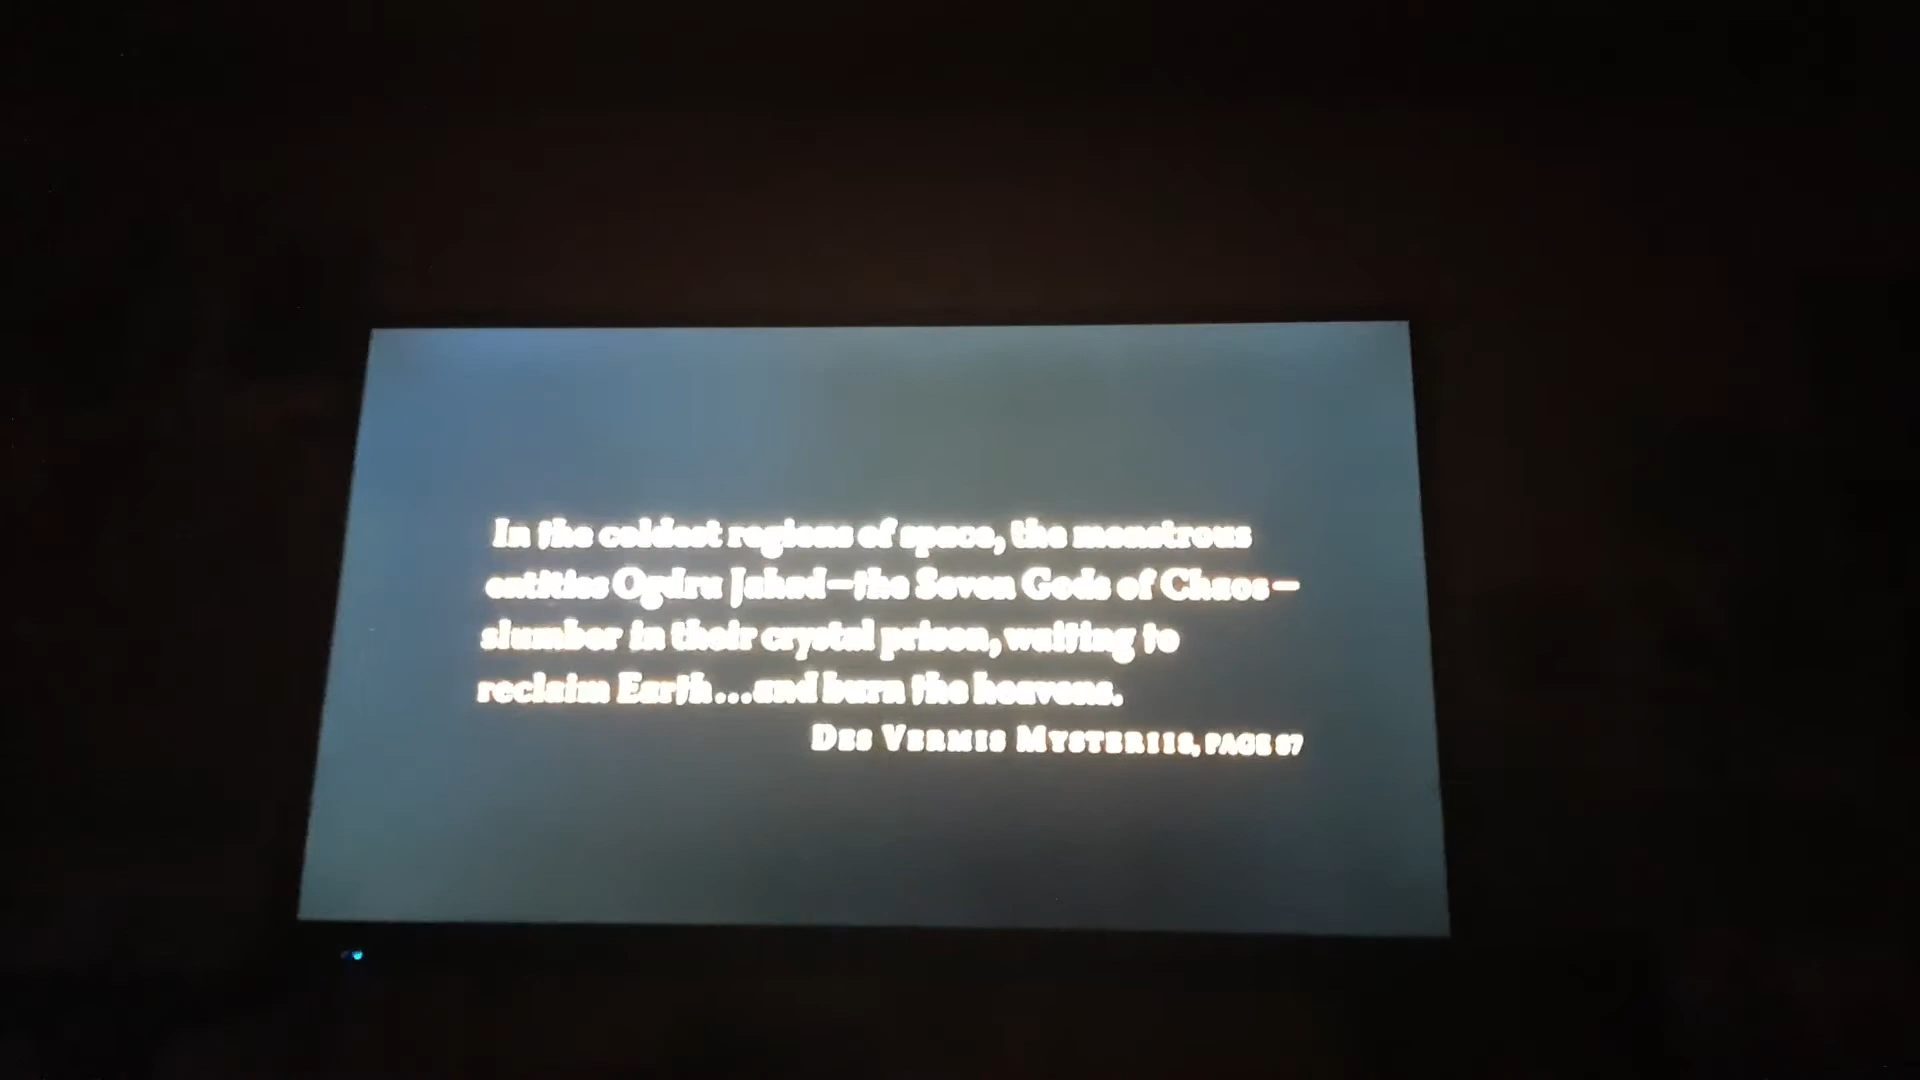 In the coldest regions of space, the monstrous
entities Ogdru Jahad—the Seven Gods of Chaos—
slumber in their crystal prison, waiting to
reclaim Earth...and burn the heavens.
DES VERMIS MYSTERIIS, PAGE 87